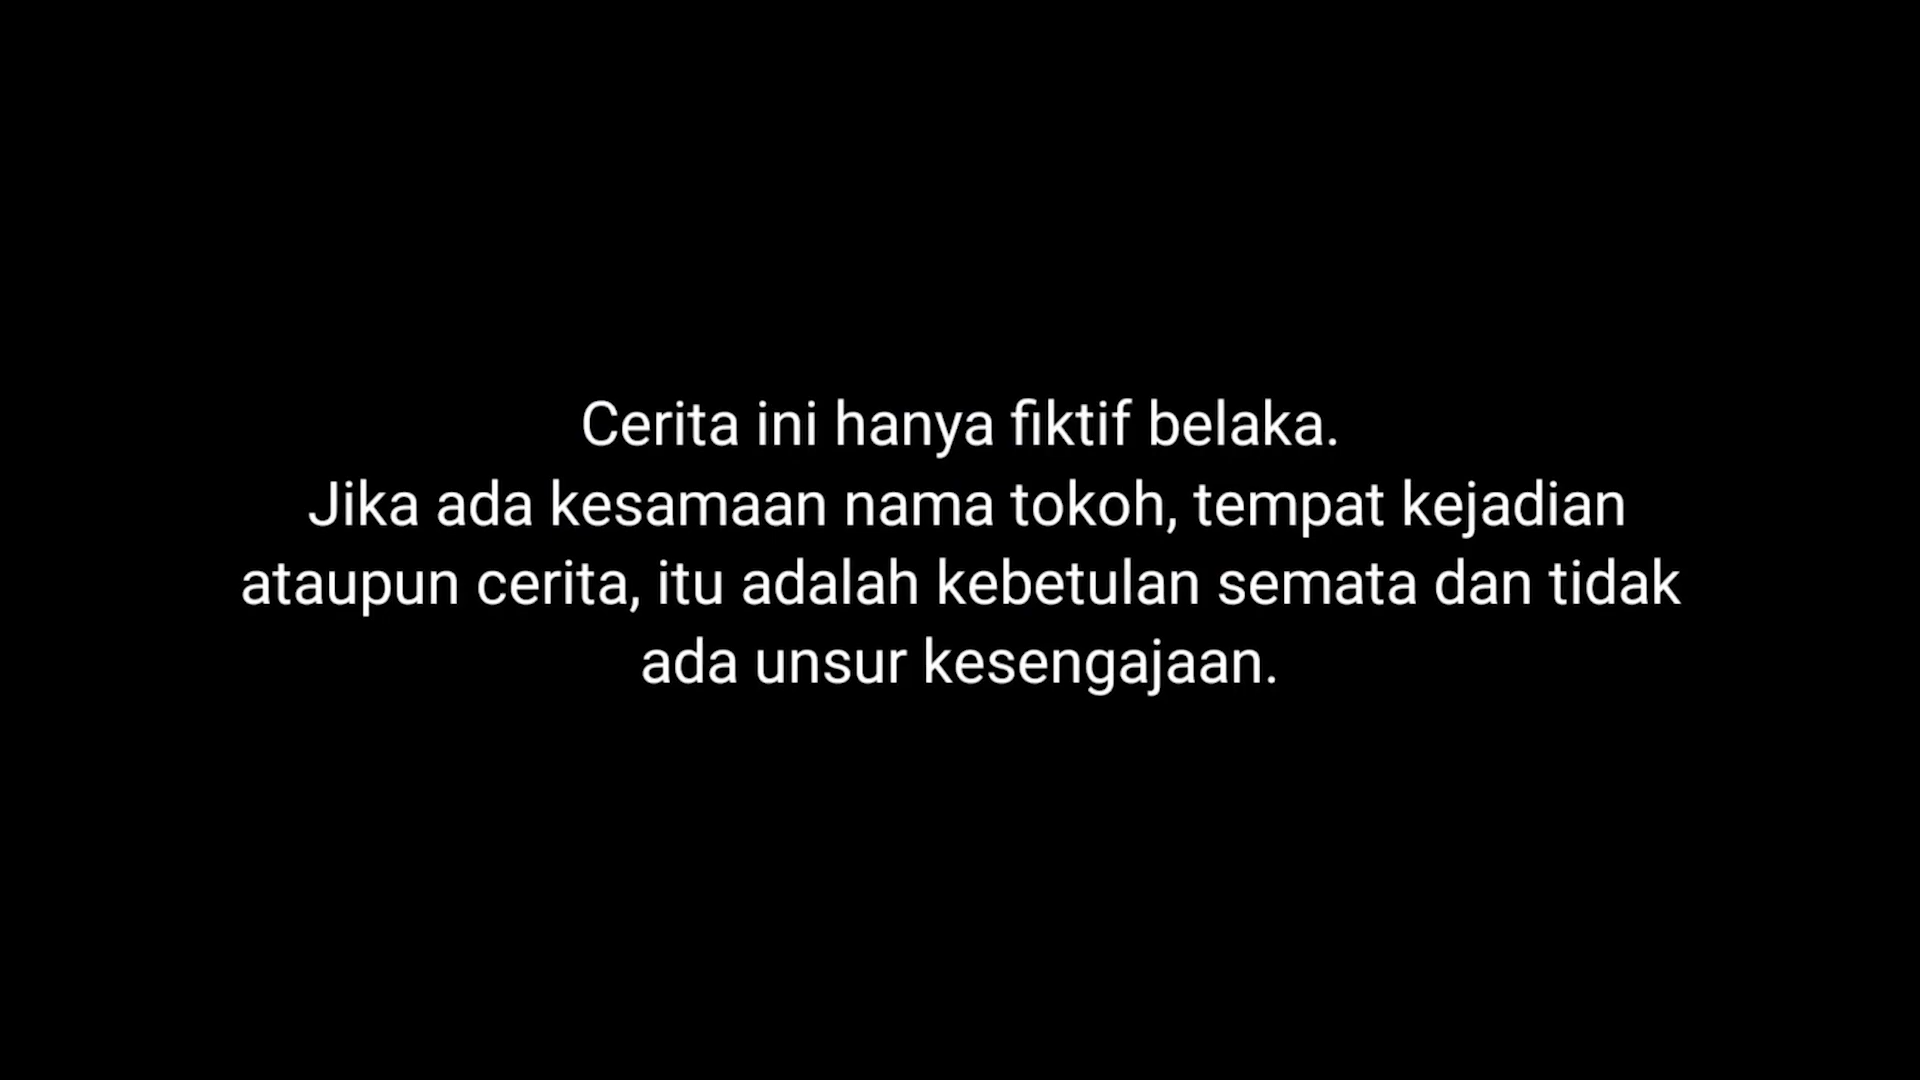 Cerita ini hanya fiktif belaka.
Jika ada kesamaan nama tokoh, tempat kejadian
ataupun cerita, itu adalah kebetulan semata dan tidak
ada unsur kesengajaan.